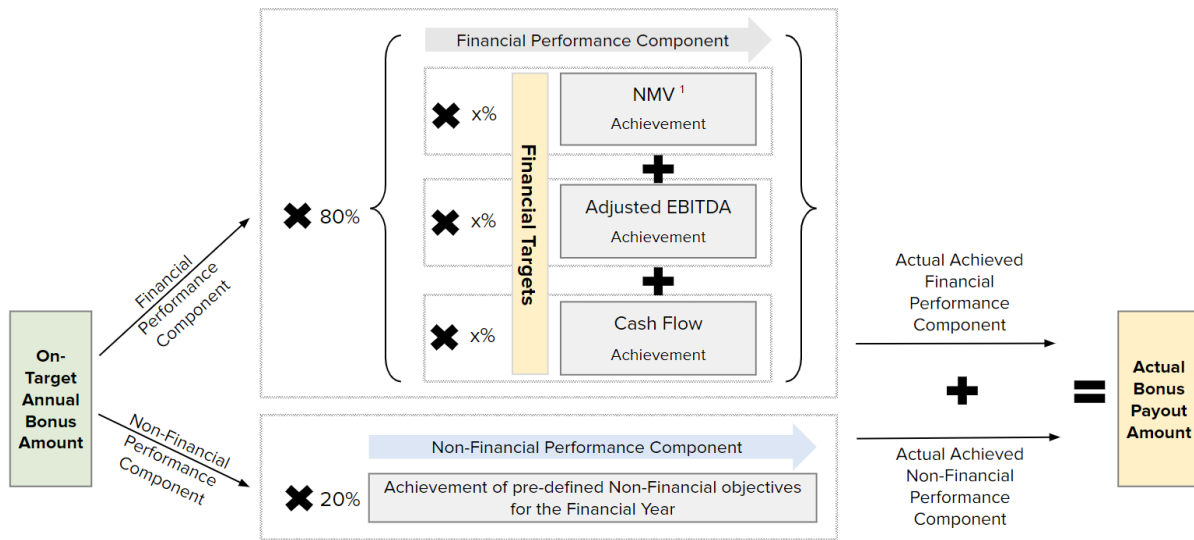 Financial Performance Component
x%
NMV 1
Achievement
Financial Targets
80%
x%
Adjusted EBITDA
Achievement
x%
Cash Flow
Achievement
Financial
Performance
Component
On-
Target
Annual
Bonus
Amount
Non-Financial
Performance
Component
Non-Financial Performance Component
20%
Achievement of pre-defined Non-Financial objectives
for the Financial Year
Actual Achieved
Financial
Performance
Component
Actual Achieved
Non-Financial
Performance
Component
Actual
Bonus
Payout
Amount